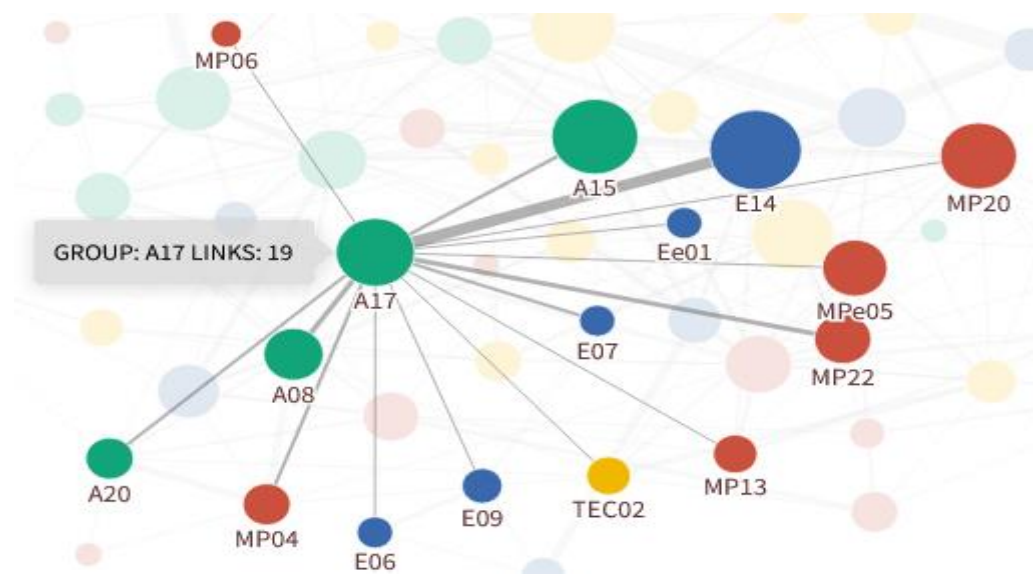 MP06
A15
E14
MP20
Ee01
GROUP: A17 LINKS: 19
A17
MPe05
E07
MP22
A08
A20
MP04
E09
TEC02
MP13
E06